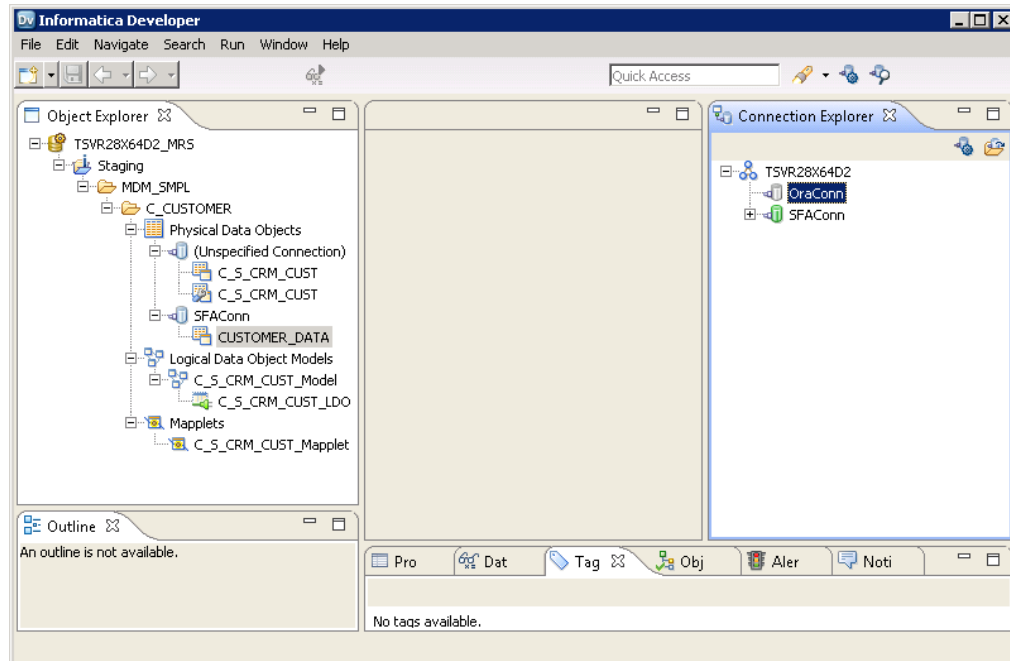 Dv Informatica Developer
File Edit Navigate Search Run Window Help
Quick Access
Object Explorer
TSVR28X64D2_MRS
Staging
MDM_SMPL
C_CUSTOMER
Physical Data Objects
(Unspecified Connection)
C_S_CRM_CUST
C_S_CRM_CUST
SFAConn
CUSTOMER_DATA
Logical Data Object Models
C_S_CRM_CUST_Model
C_S_CRM_CUST_LDO
Mapplets
C_S_CRM_CUST_Mapplet
Connection Explorer
TSVR28X64D2
OraConn
SFAConn
Outline
An outline is not available.
Pro Dat Tag Obj Aler Noti
No tags available.